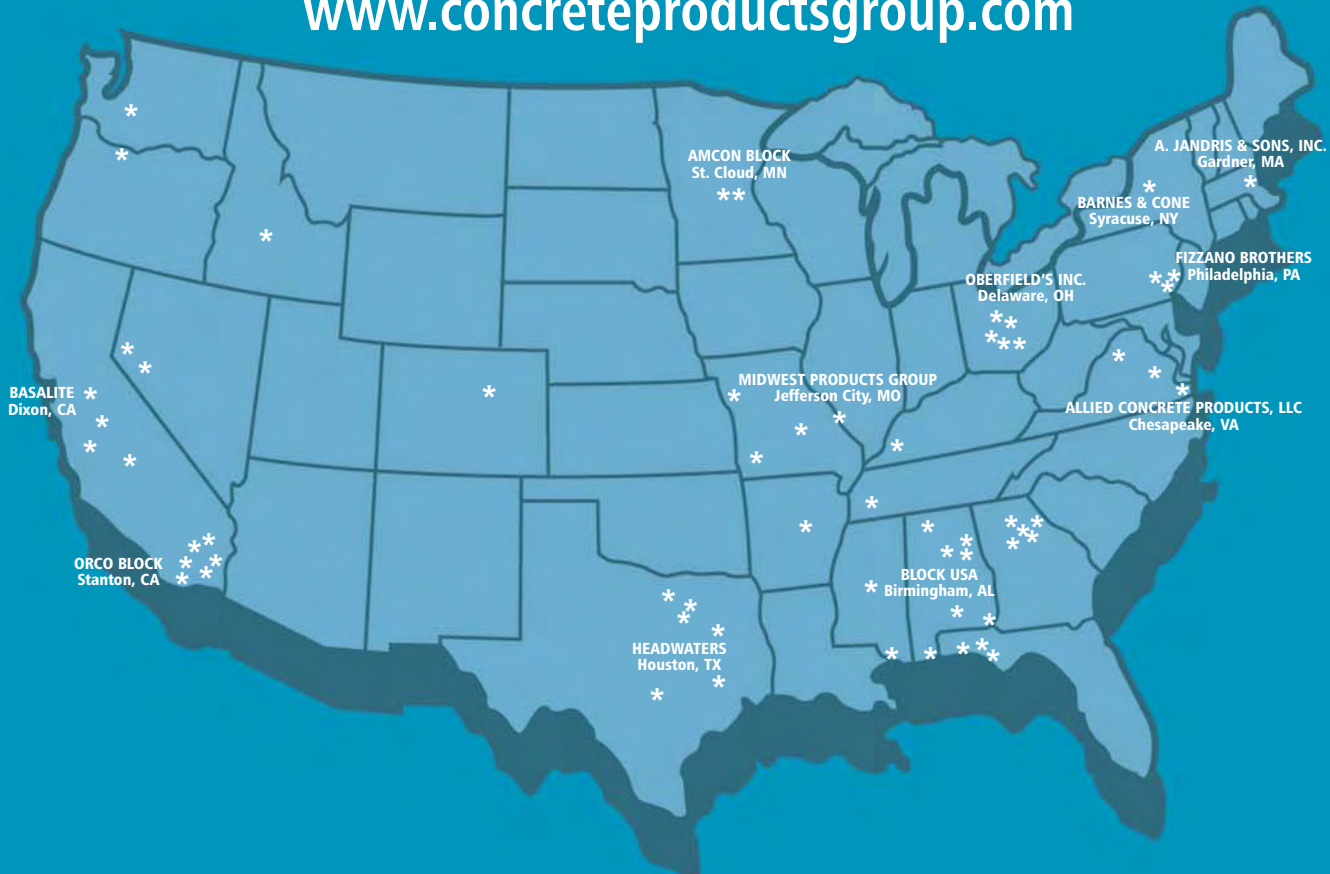 www.concreteproductsgroup.com
AMCON BLOCK
St. Cloud, MN
A. JANDRIS & SONS, INC.
Gardner, MA
BARNES & CONE
Syracuse, NY
FIZZANO BROTHERS
Philadelphia, PA
OBERFIELD'S INC.
Delaware, OH
BASALITE
Dixon, CA
MIDWEST PRODUCTS GROUP
Jefferson City, MO
ALLIED CONCRETE PRODUCTS, LLC
Chesapeake, VA
ORCO BLOCK
Stanton, CA
BLOCK USA
Birmingham, AL
HEADWATERS
Houston, TX